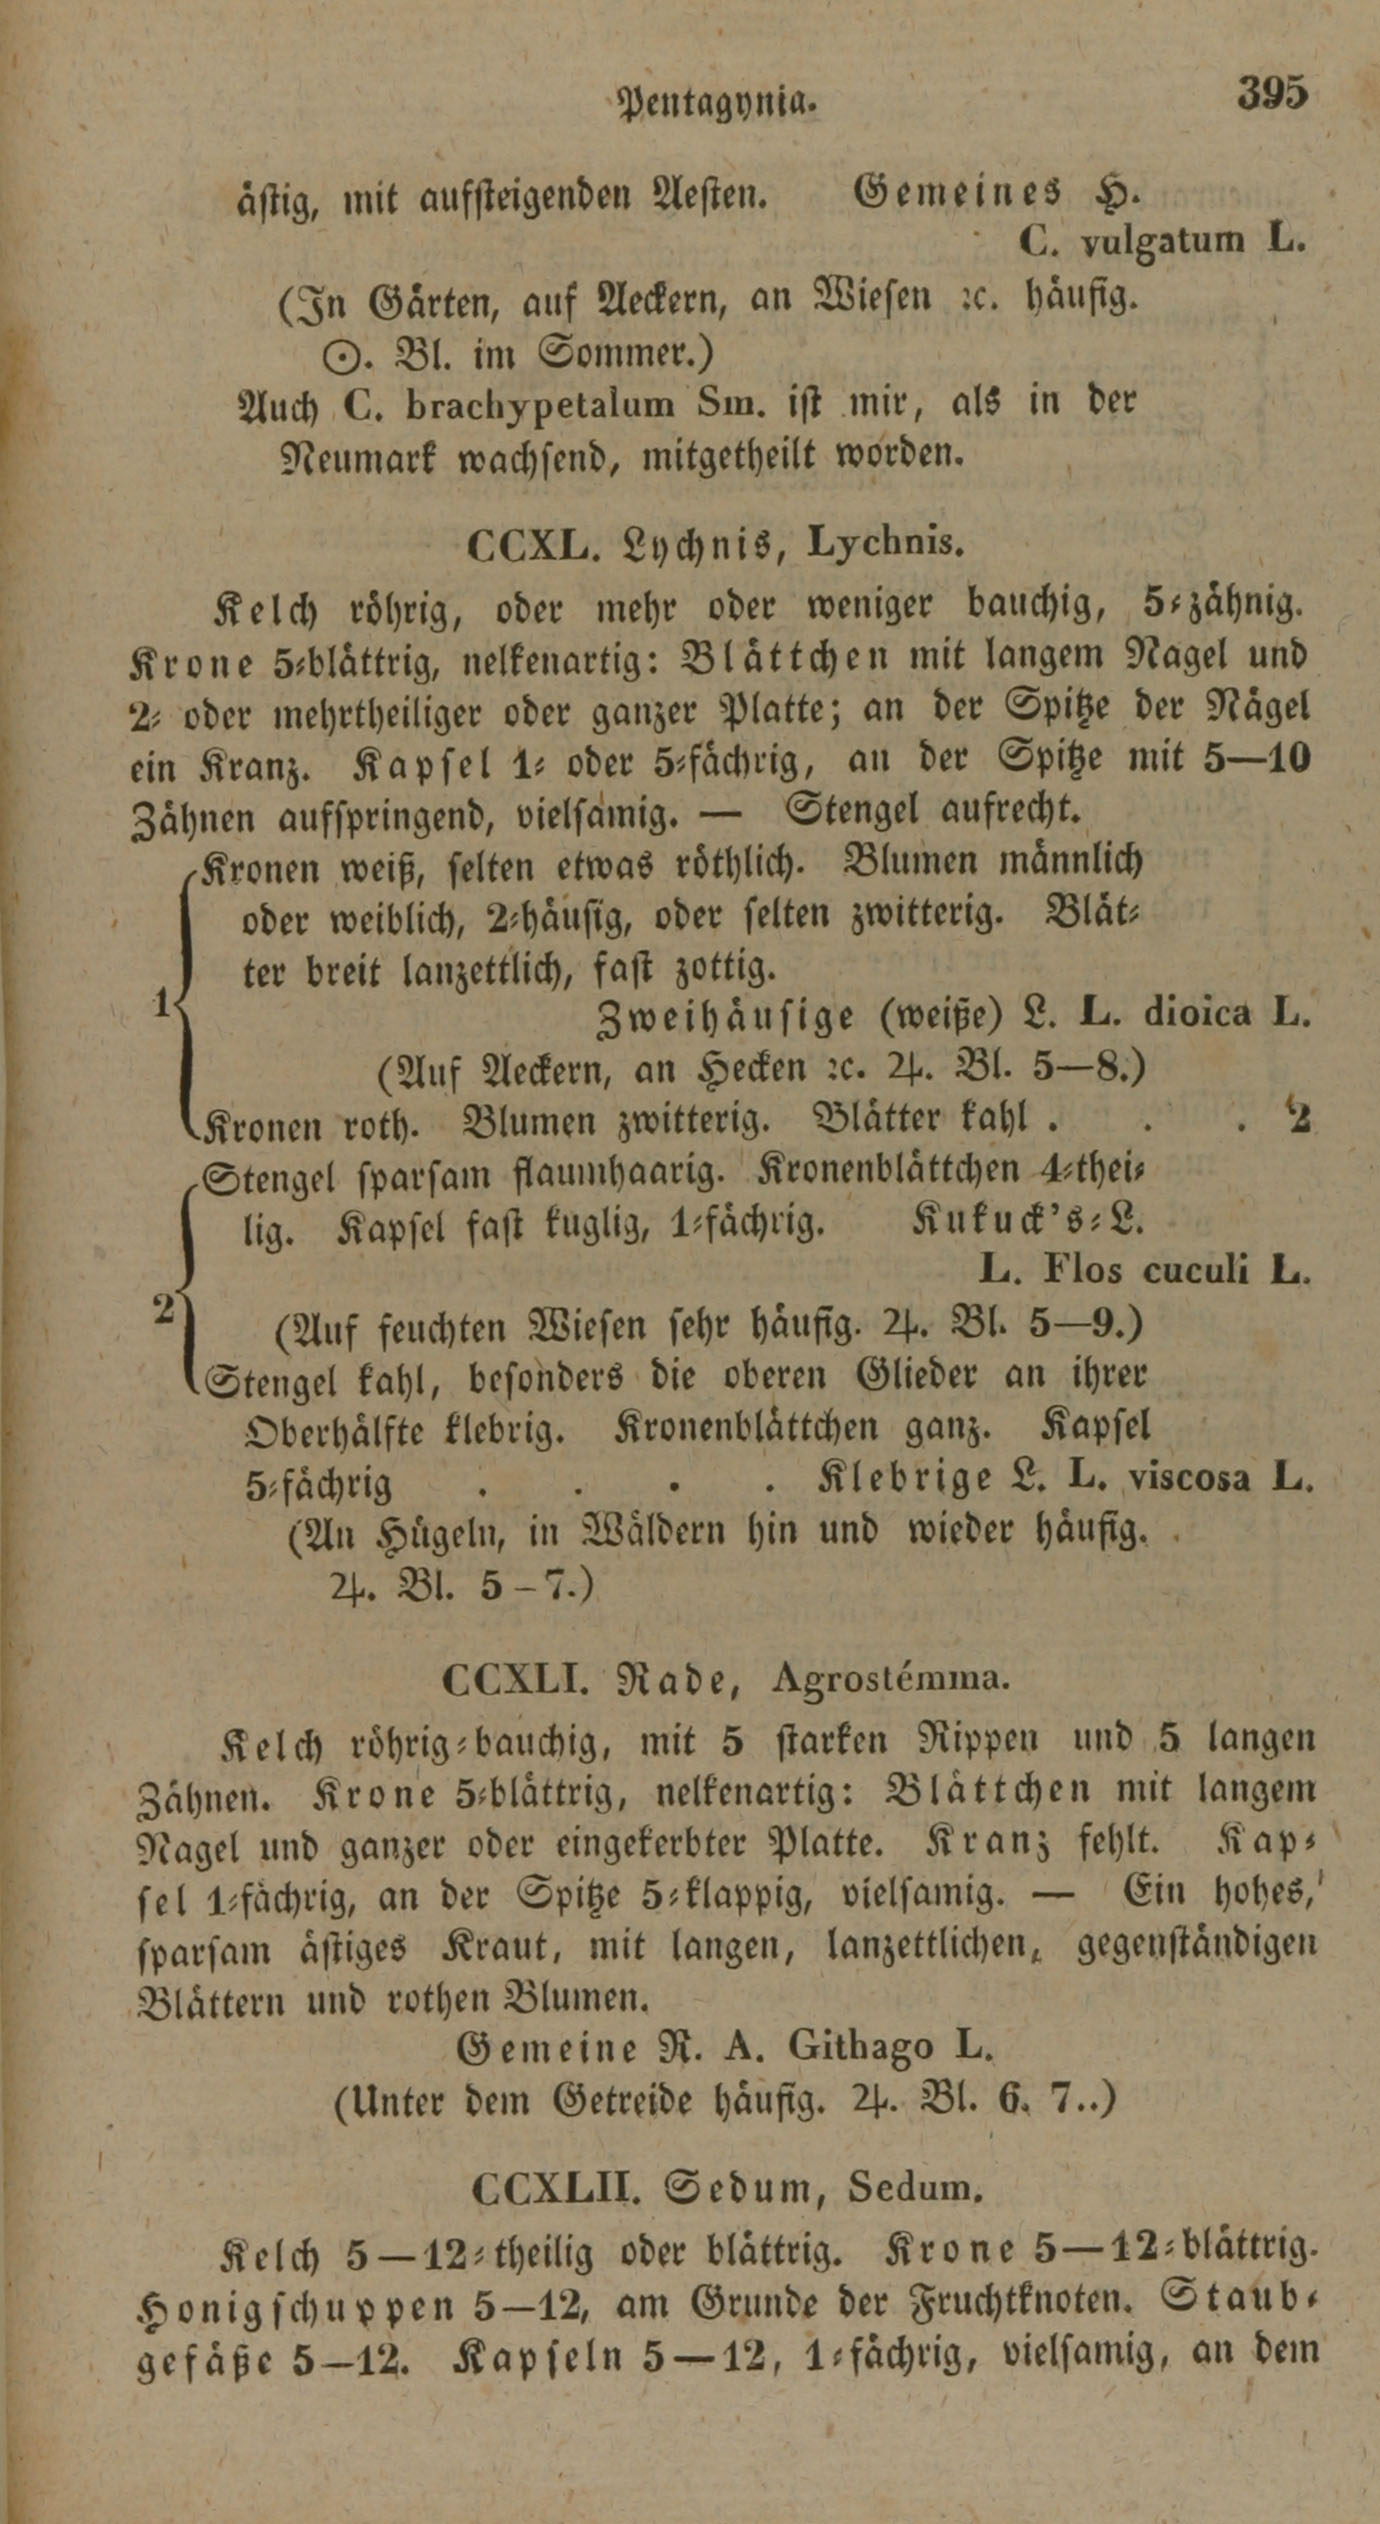 Pentagynia. 395
ästig, mit aufsteigenden Aesten. Gemeines H.
C. vulgatum L.
(In Gärten, auf Aeckern, an Wiesen ꝛc. häufig.
☉. Bl. im Sommer.)
Auch C. brachypetalum Sm. ist mir, als in der
Neumark wachsend, mitgetheilt worden.
CCXL. Lychnis, Lychnis.
Kelch röhrig, oder mehr oder weniger bauchig, 5-zähnig.
Krone 5-blättrig, nelkenartig: Blättchen mit langem Nagel und
2- oder mehrtheiliger oder ganzer Platte; an der Spitze der Nägel
ein Kranz. Kapsel 1- oder 5-fächrig, an der Spitze mit 5—10
Zähnen aufspringend, vielsamig. — Stengel aufrecht.
Kronen weiß, selten etwas röthlich. Blumen männlich
oder weiblich, 2-häusig, oder selten zwitterig. Blät-
ter breit lanzettlich, fast zottig.
1
Zweihäusige (weiße) L. L. dioica L.
(Auf Aeckern, an Hecken ꝛc. ♃. Bl. 5—8.)
Kronen roth. Blumen zwitterig. Blätter kahl . . . 2
Stengel sparsam flaumhaarig. Kronenblättchen 4-thei-
lig. Kapsel fast kuglig, 1-fächrig. Kukuck's-L.
L. Flos cuculi L.
2
(Auf feuchten Wiesen sehr häufig. ♃. Bl. 5—9.)
Stengel kahl, besonders die oberen Glieder an ihrer
Oberhälfte klebrig. Kronenblättchen ganz. Kapsel
5-fächrig . . . . Klebrige L. L. viscosa L.
(An Hügeln, in Wäldern hin und wieder häufig.
♃. Bl. 5-7.)
CCXLI. Rade, Agrostémma.
Kelch röhrig-bauchig, mit 5 starken Rippen und 5 langen
Zähnen. Krone 5-blättrig, nelkenartig: Blättchen mit langem
Nagel und ganzer oder eingekerbter Platte. Kranz fehlt. Kap-
sel 1-fächrig, an der Spitze 5-klappig, vielsamig. — Ein hohes,
sparsam ästiges Kraut, mit langen, lanzettlichen, gegenständigen
Blättern und rothen Blumen.
Gemeine R. A. Githago L.
(Unter dem Getreide häufig. ♃. Bl. 6. 7..)
CCXLII. Sedum, Sedum.
Kelch 5—12-theilig oder blättrig. Krone 5—12-blättrig.
Honigschuppen 5—12, am Grunde der Fruchtknoten. Staub-
gefäße 5—12. Kapseln 5—12, 1-fächrig, vielsamig, an dem